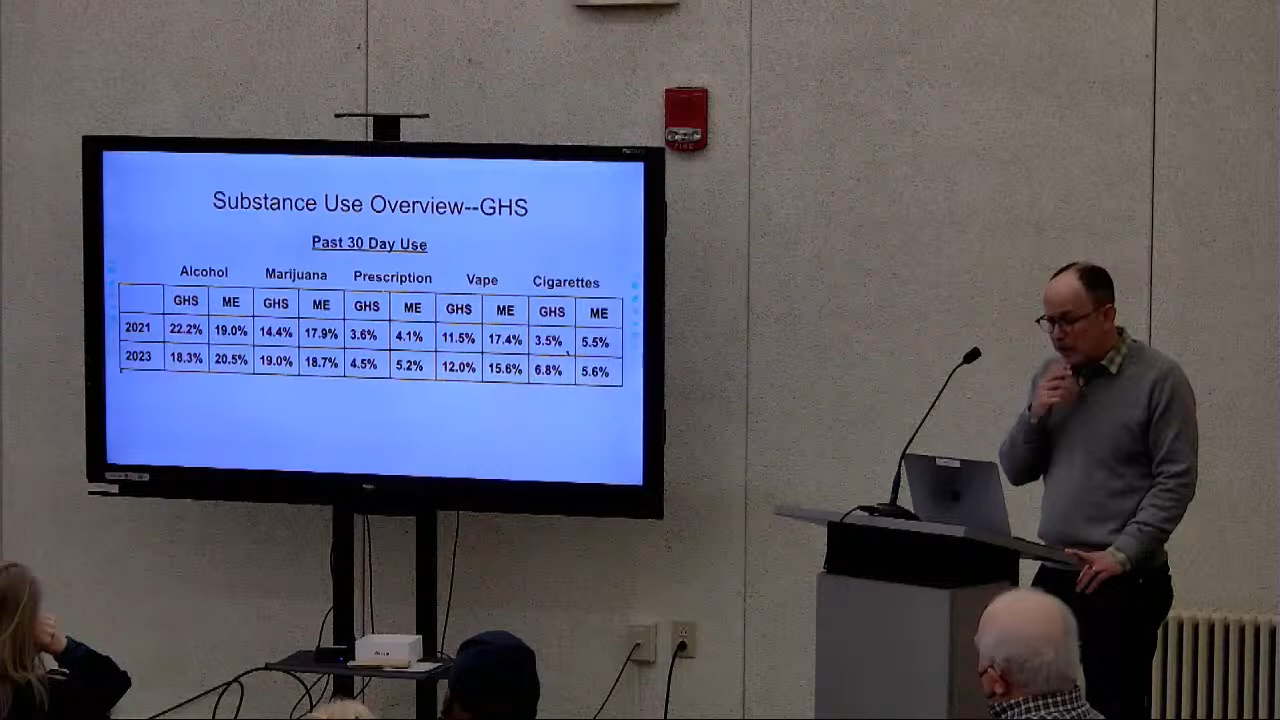 Substance Use Overview--GHS
Past 30 Day Use
Alcohol Marijuana Prescription Vape Cigarettes
GHS ME GHS ME GHS ME GHS ME GHS ME
2021 22.2% 19.0% 14.4% 17.9% 3.6% 4.1% 11.5% 17.4% 3.5% 5.5%
2023 18.3% 20.5% 19.0% 18.7% 4.5% 5.2% 12.0% 15.6% 6.8% 5.6%
FIRE